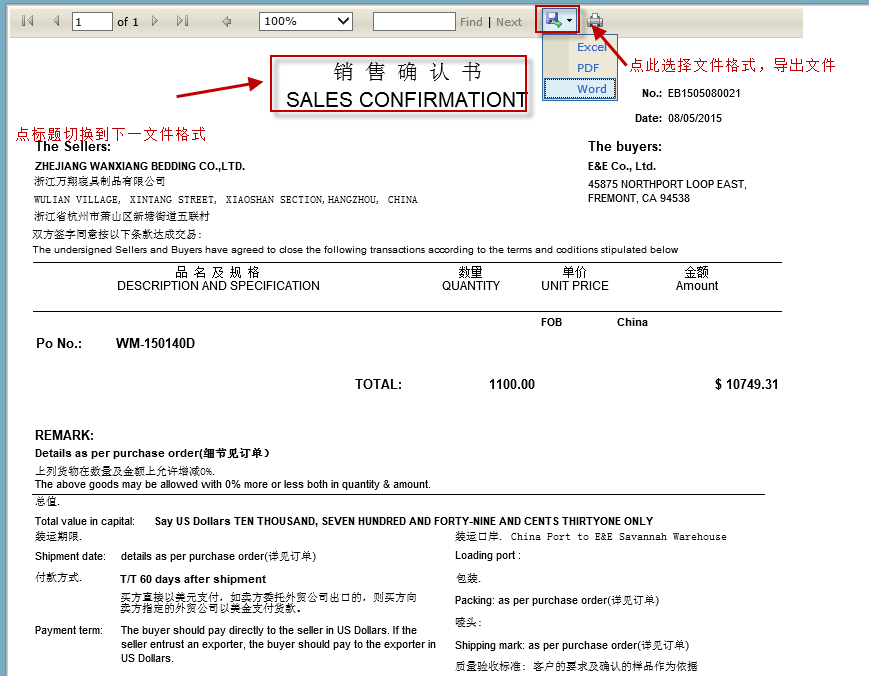 1 of 1 100% Find | Next
Excel
PDF
Word
点此选择文件格式，导出文件
销 售 确 认 书
SALES CONFIRMATIONT
No.: EB1505080021
Date: 08/05/2015
点标题切换到下一文件格式
The Sellers:
The buyers:
ZHEJIANG WANXIANG BEDDING CO.,LTD.
E&E Co., Ltd.
浙江万翔寝具制品有限公司
45875 NORTHPORT LOOP EAST,
FREMONT, CA 94538
WULIAN VILLAGE, XINTANG STREET, XIAOSHAN SECTION,HANGZHOU, CHINA
浙江省杭州市萧山区新塘街道五联村
双方签字同意按以下条款达成交易:
The undersigned Sellers and Buyers have agreed to close the following transactions according to the terms and coditions stipulated below
品 名 及 规 格 数量 单价 金额
DESCRIPTION AND SPECIFICATION QUANTITY UNIT PRICE Amount
FOB China
Po No.: WM-150140D
TOTAL: 1100.00 $ 10749.31
REMARK:
Details as per purchase order(细节见订单)
上列货物在数量及金额上允许增减0%.
The above goods may be allowed with 0% more or less both in quantity & amount.
总值.
Total value in capital: Say US Dollars TEN THOUSAND, SEVEN HUNDRED AND FORTY-NINE AND CENTS THIRTYONE ONLY
装运期限.
装运口岸. China Port to E&E Savannah Warehouse
Shipment date: details as per purchase order(详见订单)
Loading port :
付款方式. T/T 60 days after shipment
包装.
买方直接以美元支付，如卖方委托外贸公司出口的，则买方向
卖方指定的外贸公司以美金支付货款。
Packing: as per purchase order(详见订单)
唛头:
Payment term: The buyer should pay directly to the seller in US Dollars. If the
seller entrust an exporter, the buyer should pay to the exporter in
US Dollars.
Shipping mark: as per purchase order(详见订单)
质量验收标准: 客户的要求及确认的样品作为依据